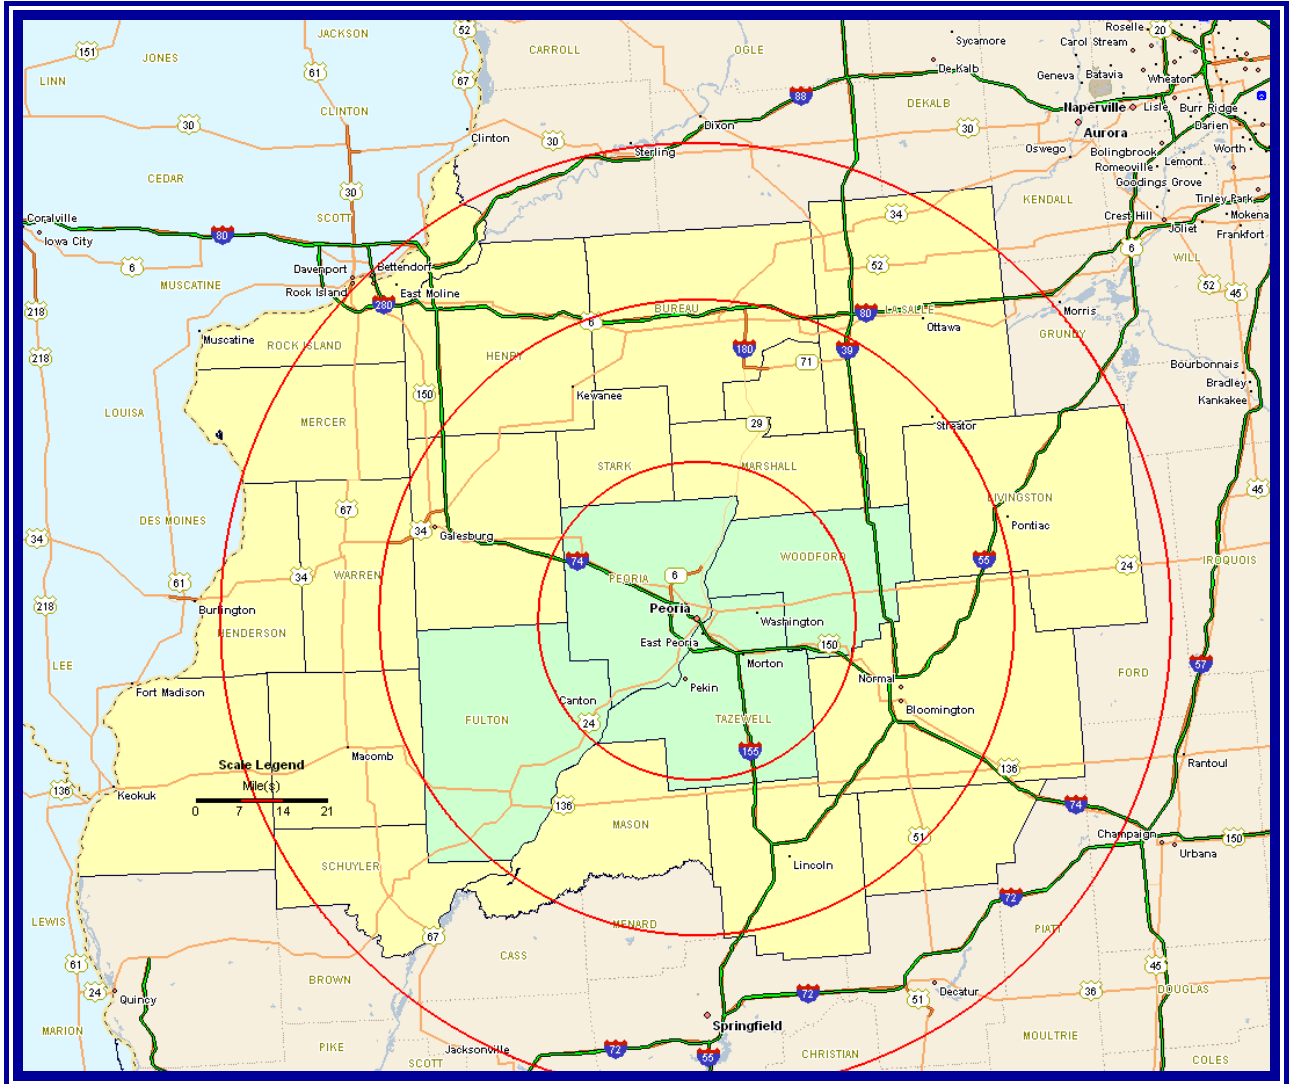 52
JACKSON
Roselle
20
CARROLL
OGLE
Sycamore
Carol Stream
151
JONES
61
67
De Kalb
Geneva
Batavia
Wheaton
LINN
88
DEKALB
Naperville
Lisle
Burr Ridge
CLINTON
30
Clinton
30
Dixon
30
Aurora
Darien
Sterling
Oswego
Bolingbrook
Worth
Romeoville
Lemont
CEDAR
30
Goodings Grove
KENDALL
Tinley Park
SCOTT
34
Crest Hill
Mokena
Coralville
Joliet
Iowa City
80
6
Frankfort
6
Davenport
Bettendorf
52
WILL
MUSCATINE
Rock Island
East Moline
52
45
218
280
BUREAU
80
LA SALLE
Morris
6
Ottawa
GRUNDY
Muscatine
ROCK ISLAND
HENRY
180
39
218
71
Bourbonnais
Bradley
150
Kewanee
Kankakee
LOUISA
MERCER
29
Streator
STARK
MARSHALL
45
LIVINGSTON
67
DES MOINES
Pontiac
34
34
Galesburg
WOODFORD
74
55
24
IROQUOIS
61
34
WARREN
PEORIA
6
218
Burlington
Peoria
Washington
HENDERSON
East Peoria
150
LEE
Morton
57
Normal
FORD
Fort Madison
Pekin
Canton
Bloomington
FULTON
24
TAZEWELL
Macomb
155
Scale Legend
136
Rantoul
Mile(s)
136
Keokuk
136
74
0 7 14 21
MASON
51
Champaign
150
Urbana
SCHUYLER
Lincoln
72
LEWIS
67
MENARD
PIATT
CASS
61
45
BROWN
24
Quincy
72
51
Decatur
36
DOUGLAS
MARION
Springfield
MOULTRIE
PIKE
Jacksonville
72
55
CHRISTIAN
SCOTT
COLES